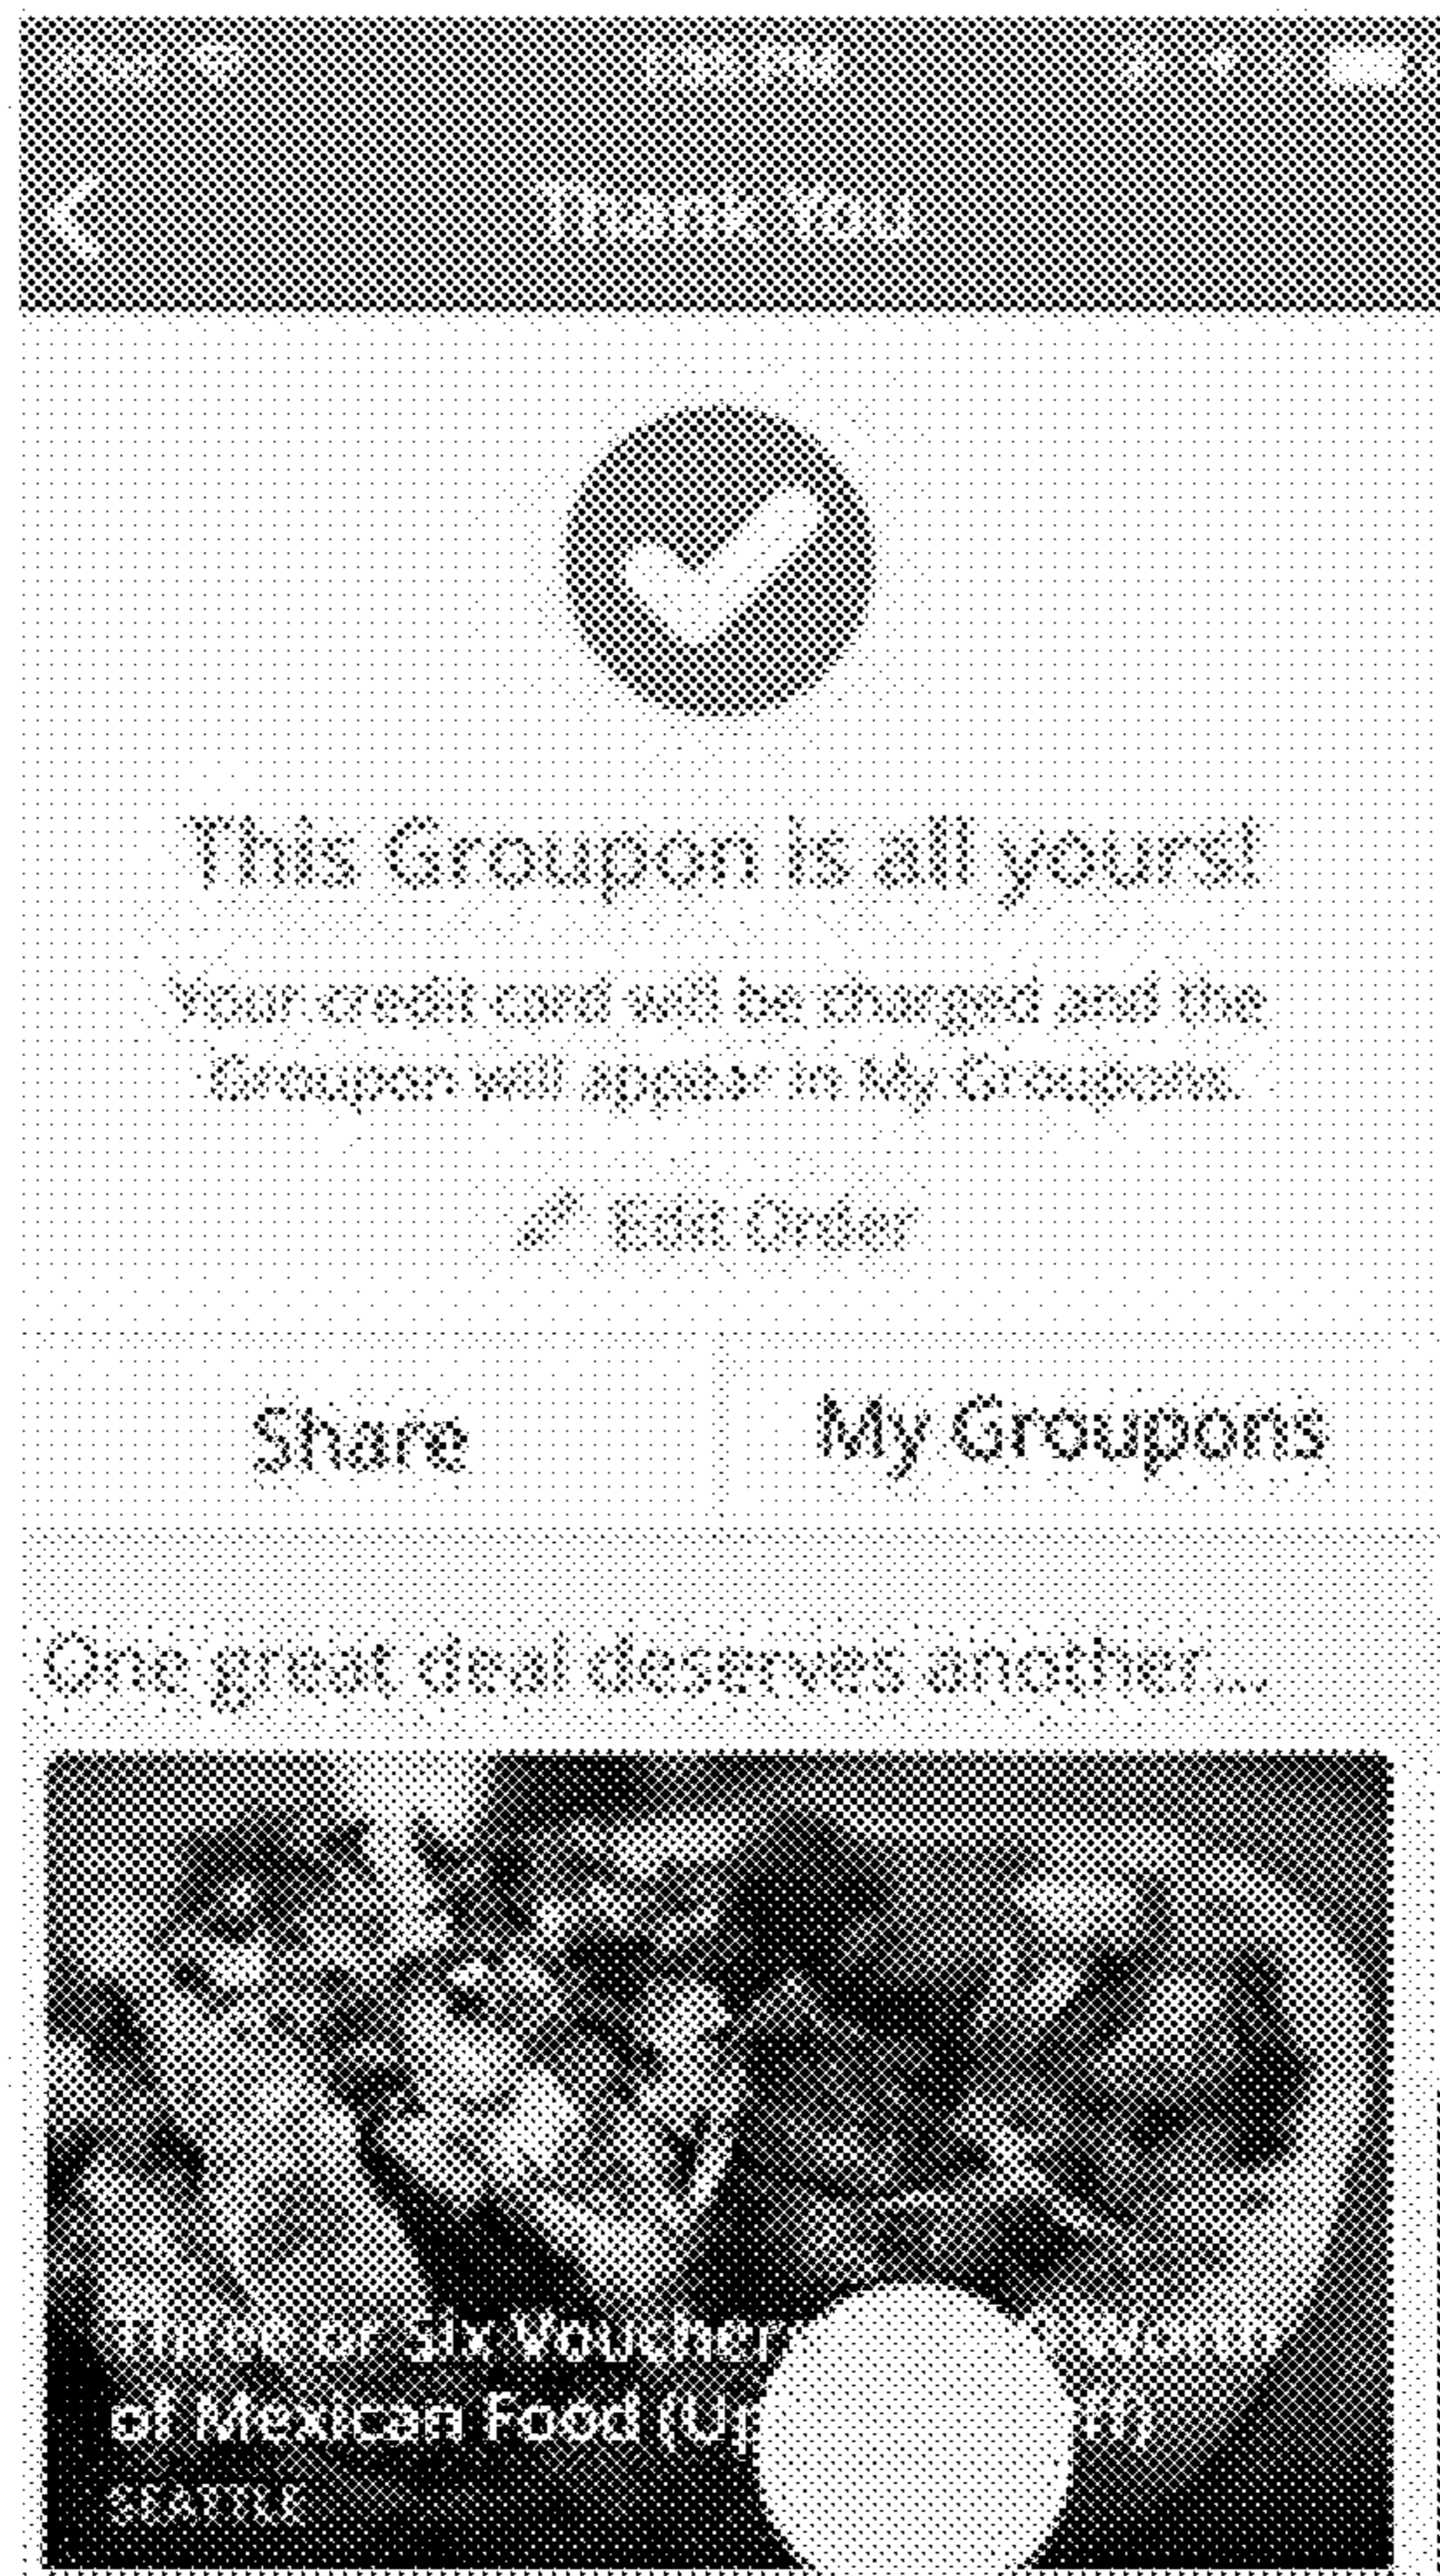 Thank You
This Groupon is all yours!
Your credit card will be charged and the
Groupon will appear in My Groupons.
Edit Order
Share
My Groupons
One great deal deserves another...
Three or Six Voucher Worth
of Mexican Food (Up
SEATTLE